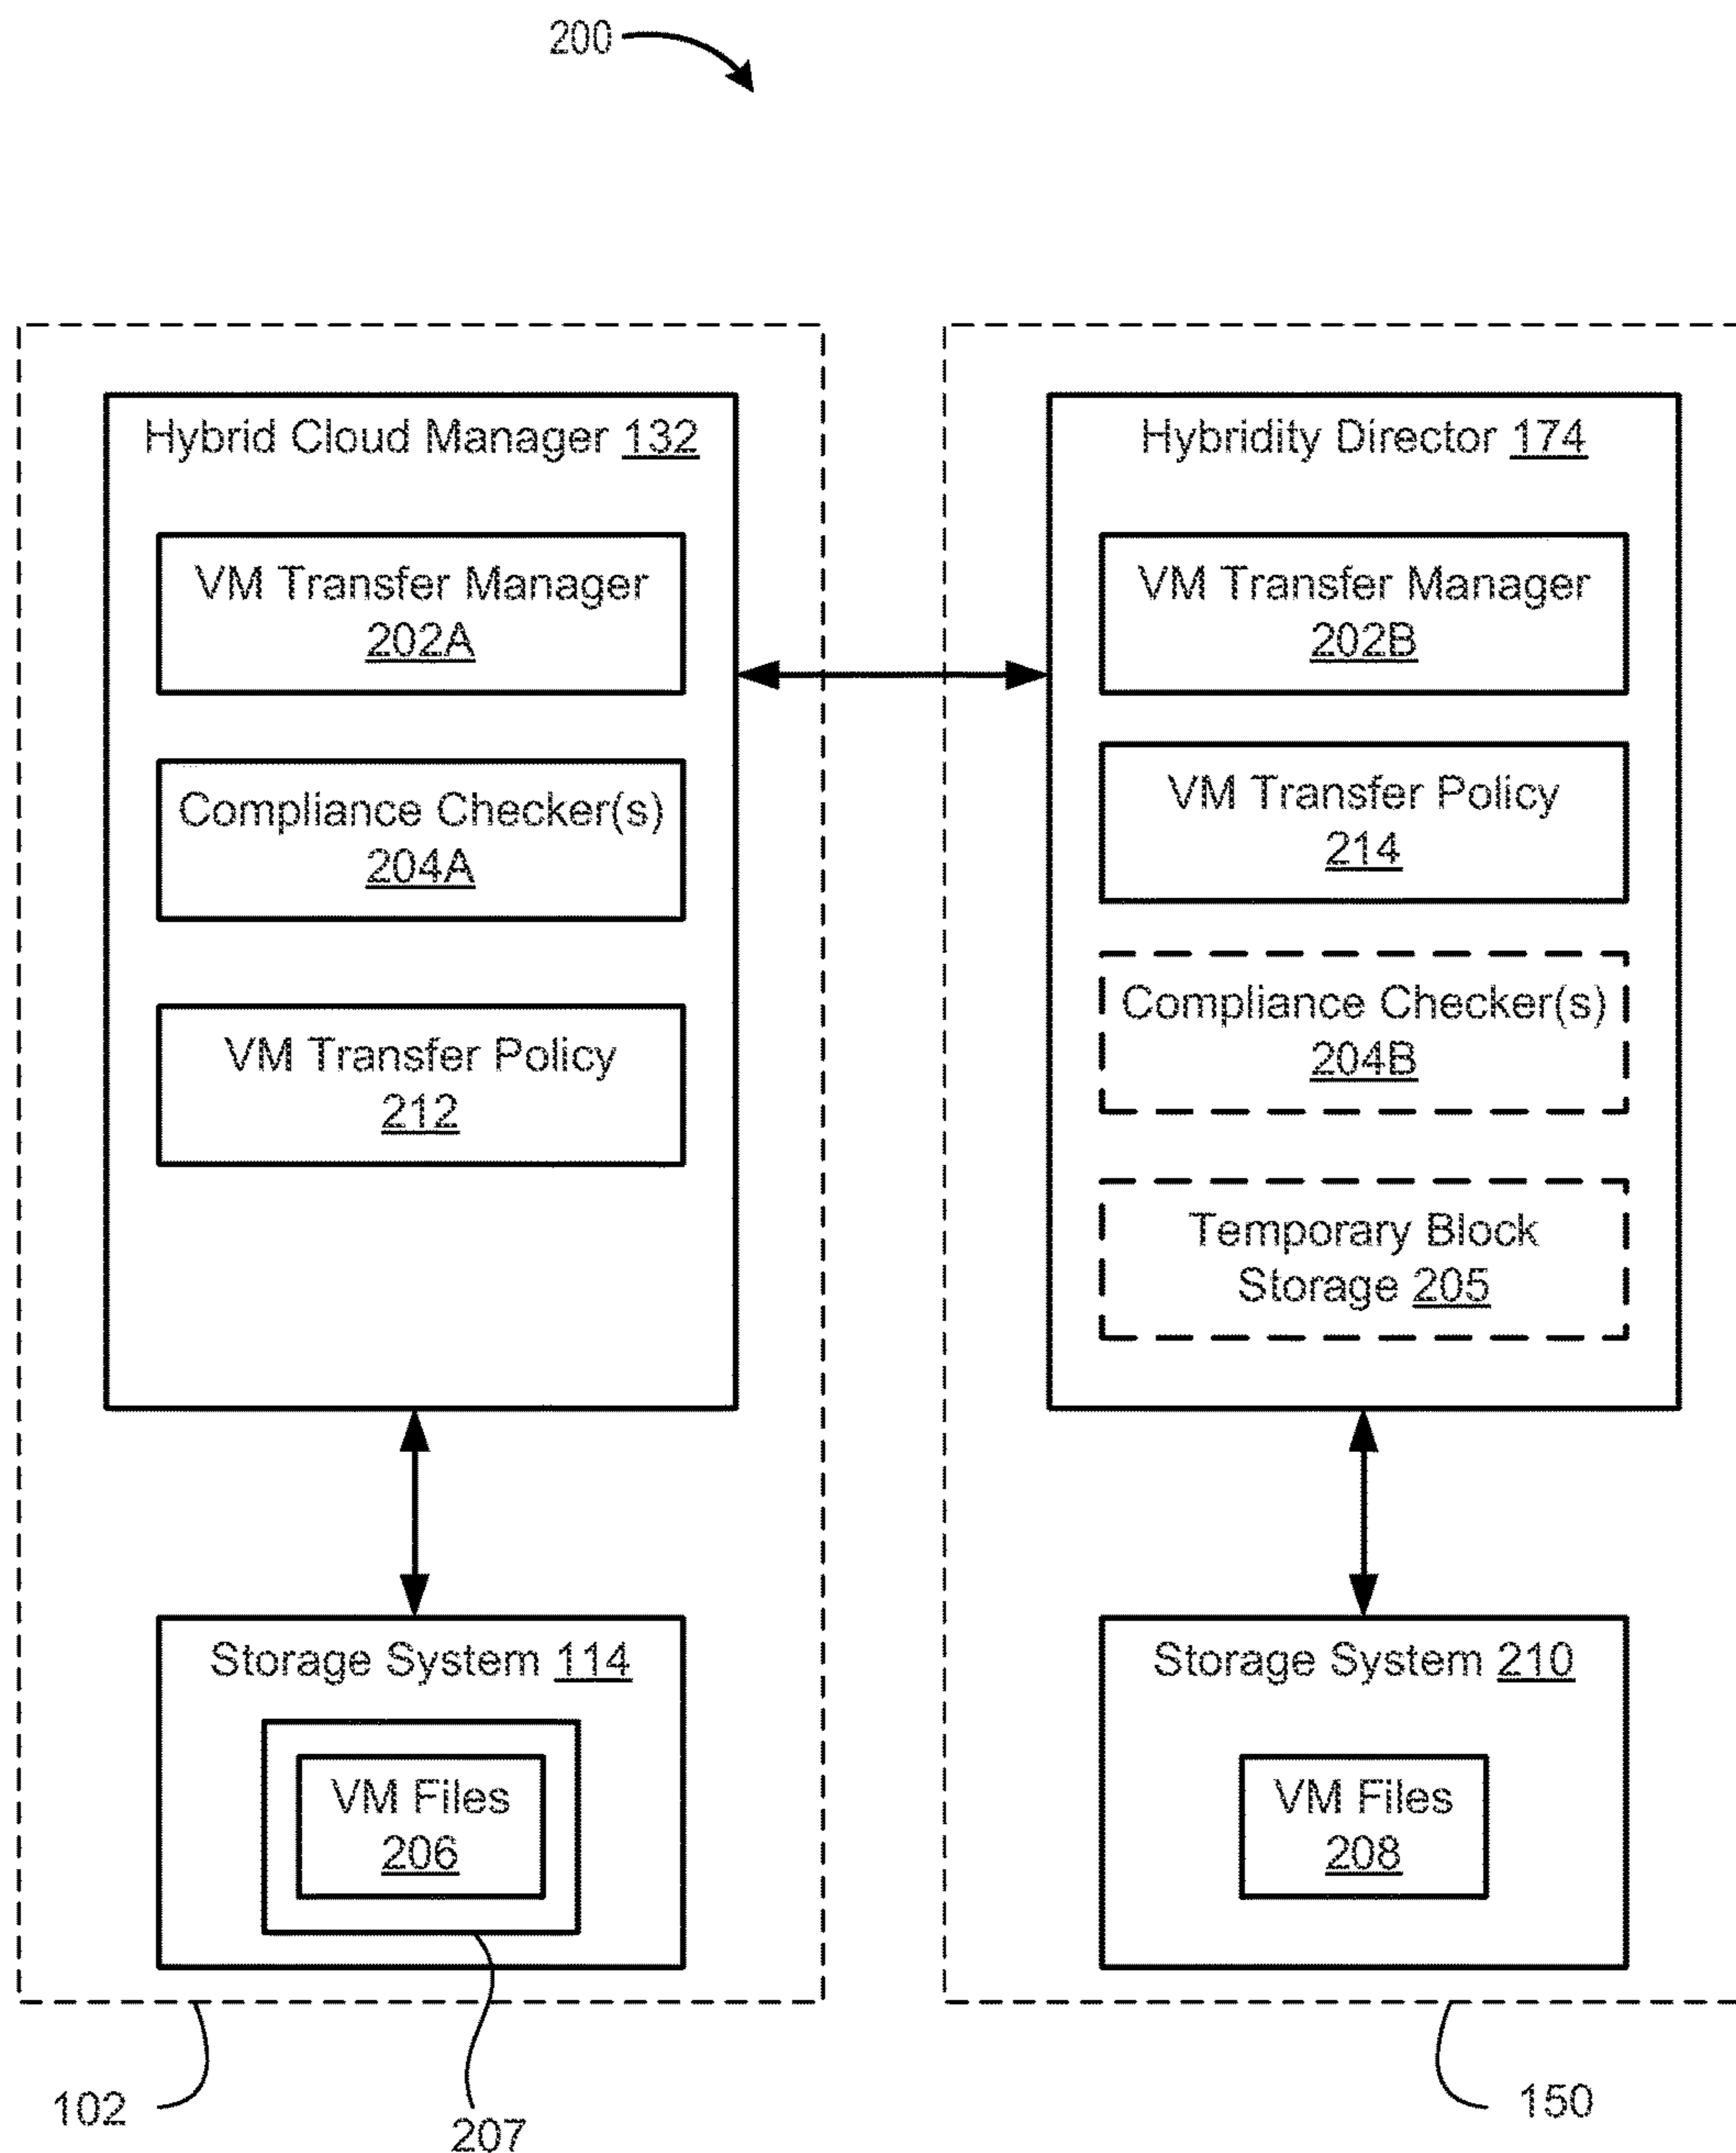 200
Hybrid Cloud Manager 132
VM Transfer Manager
202A
Compliance Checker(s)
204A
VM Transfer Policy
212
Storage System 114
VM Files
206
102
207
Hybridity Director 174
VM Transfer Manager
202B
VM Transfer Policy
214
Compliance Checker(s)
204B
Temporary Block
Storage 205
Storage System 210
VM Files
208
150